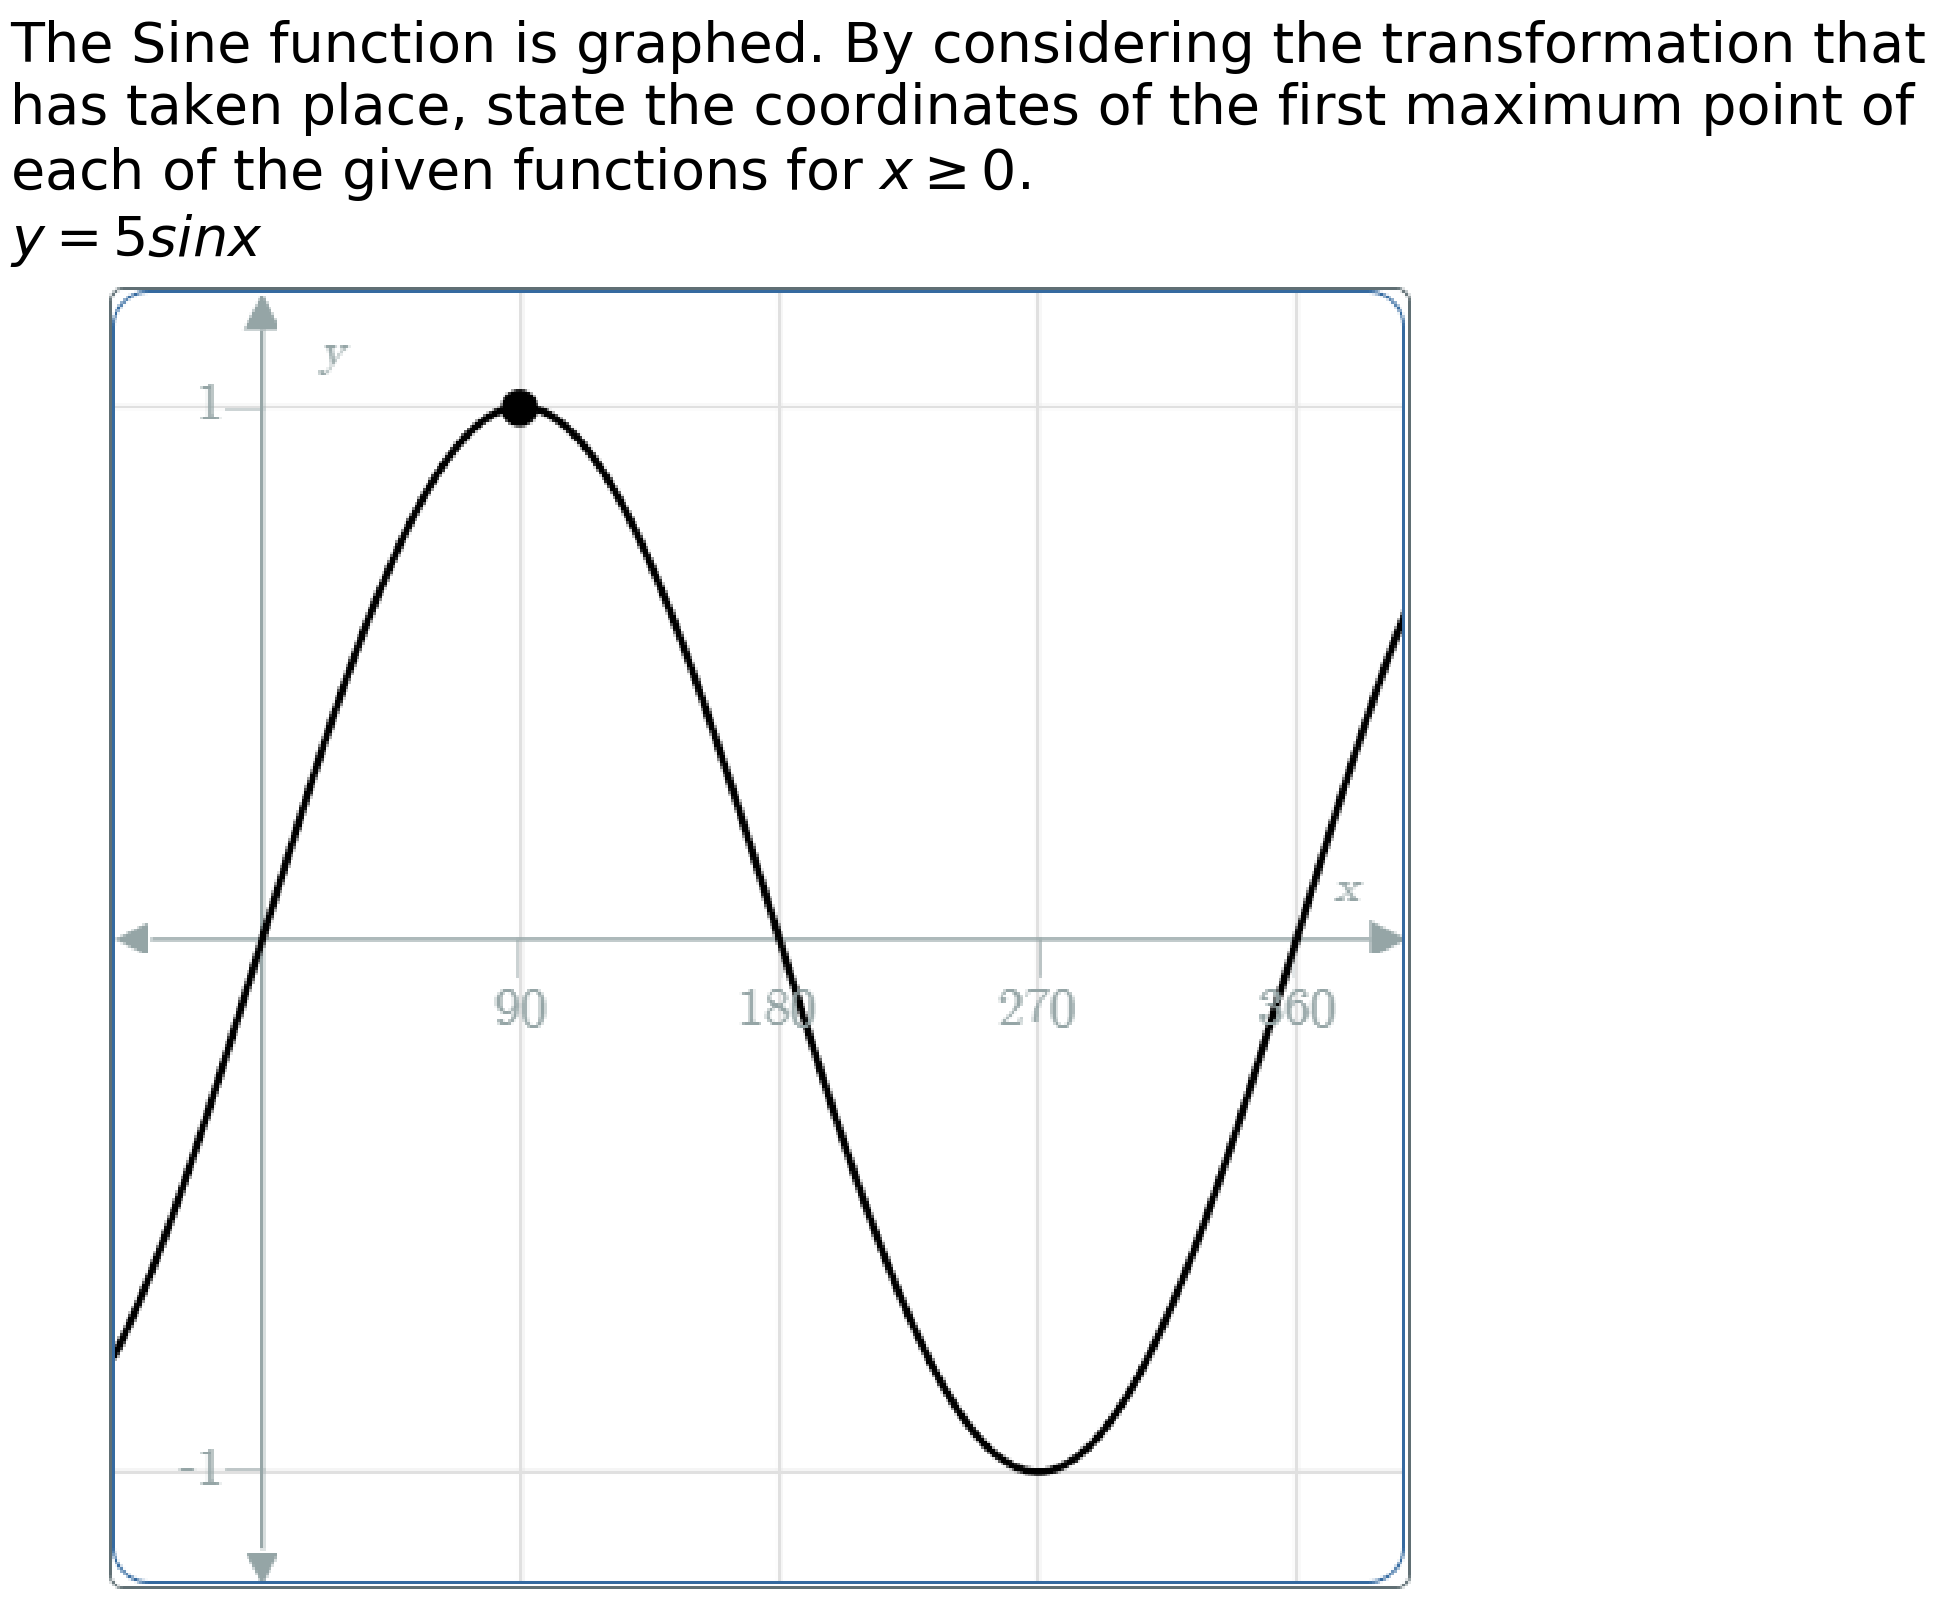 The Sine function is graphed. By considering the transformation that
has taken place, state the coordinates of the first maximum point of
each of the given functions for x ≥ 0.
y = 5sinx
y
1
x
90 180 270 360
-1